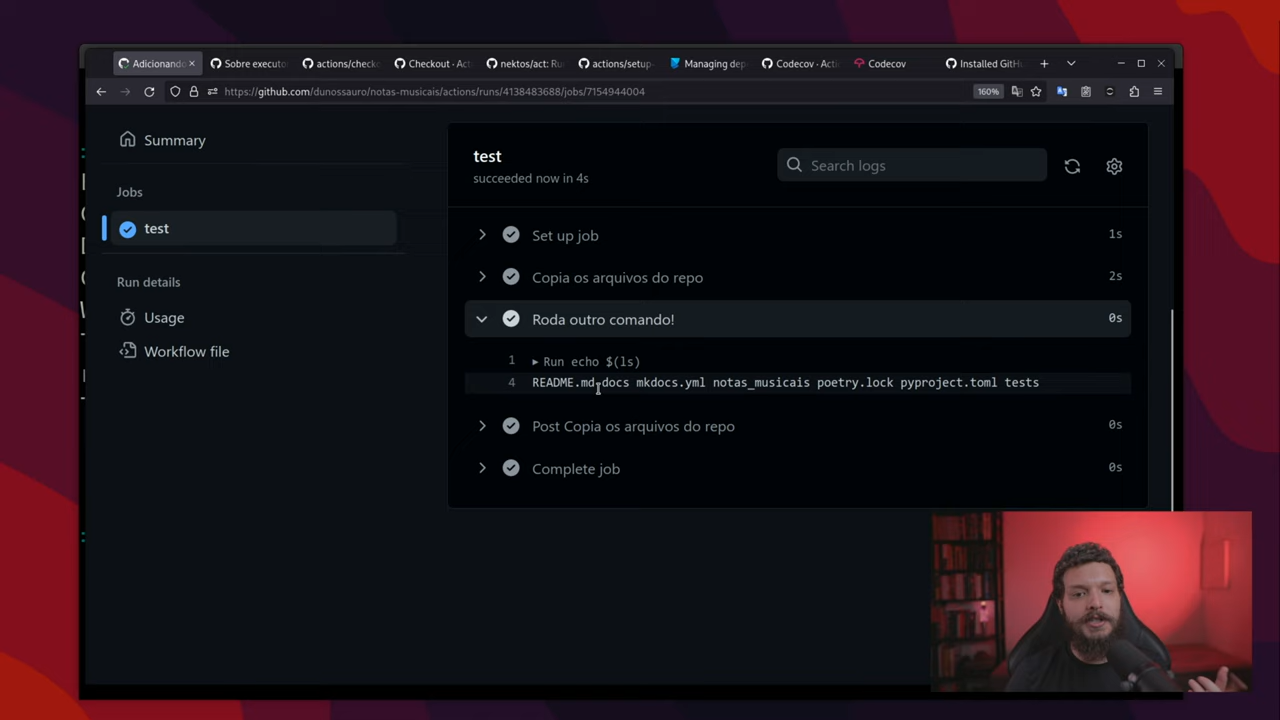 Adicionando
Sobre executo
actions/checko
Checkout · Act
nektos/act: Ru
actions/setup-
Managing dep
Codecov · Acti
Codecov
Installed GitH
https://github.com/dunossauro/notas-musicais/actions/runs/4138483688/jobs/7154944004
160%
Summary
Jobs
test
Run details
Usage
Workflow file
test
succeeded now in 4s
Search logs
Set up job 1s
Copia os arquivos do repo 2s
Roda outro comando! 0s
1 Run echo $(ls)
4 README.md docs mkdocs.yml notas_musicais poetry.lock pyproject.toml tests
Post Copia os arquivos do repo 0s
Complete job 0s